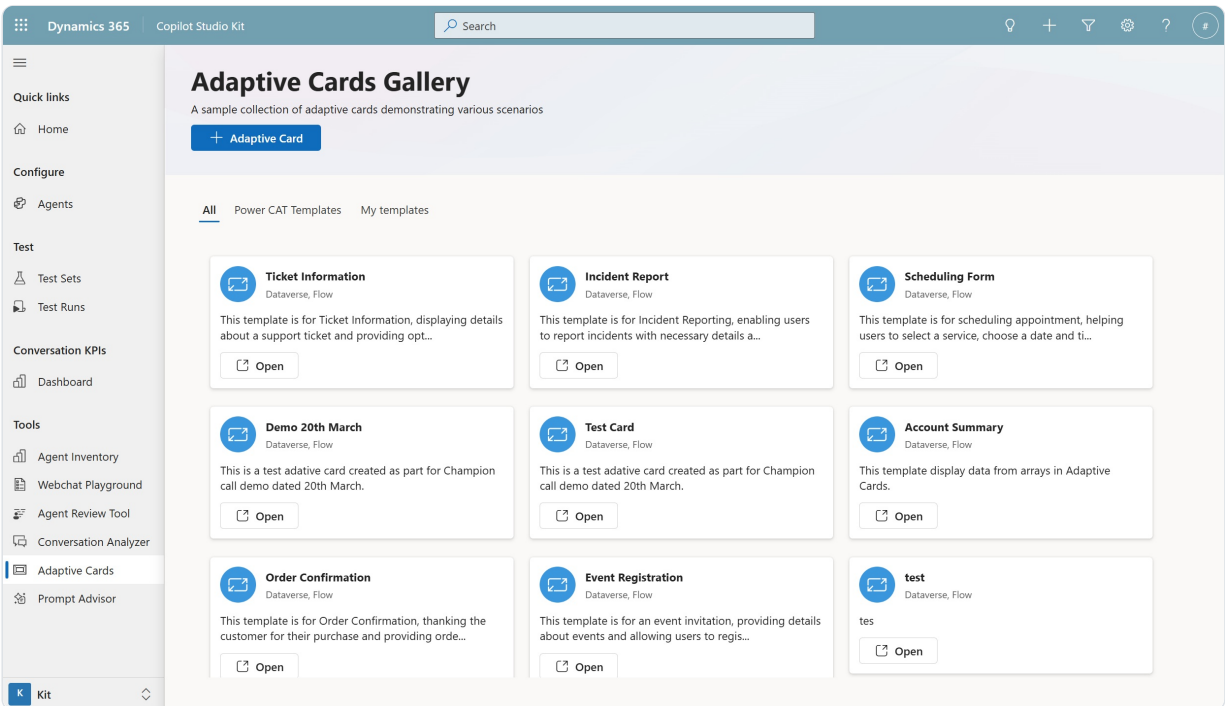 Dynamics 365
Copilot Studio Kit
Search
?
#
Quick links
Home
Configure
Agents
Test
Test Sets
Test Runs
Conversation KPIs
Dashboard
Tools
Agent Inventory
Webchat Playground
Agent Review Tool
Conversation Analyzer
Adaptive Cards
Prompt Advisor
K
Kit
Adaptive Cards Gallery
A sample collection of adaptive cards demonstrating various scenarios
+ Adaptive Card
All
Power CAT Templates
My templates
Ticket Information
Dataverse, Flow
This template is for Ticket Information, displaying details
about a support ticket and providing opt...
Open
Incident Report
Dataverse, Flow
This template is for Incident Reporting, enabling users
to report incidents with necessary details a...
Open
Scheduling Form
Dataverse, Flow
This template is for scheduling appointment, helping
users to select a service, choose a date and ti...
Open
Demo 20th March
Dataverse, Flow
This is a test adative card created as part for Champion
call demo dated 20th March.
Open
Test Card
Dataverse, Flow
This is a test adative card created as part for Champion
call demo dated 20th March.
Open
Account Summary
Dataverse, Flow
This template display data from arrays in Adaptive
Cards.
Open
Order Confirmation
Dataverse, Flow
This template is for Order Confirmation, thanking the
customer for their purchase and providing orde...
Open
Event Registration
Dataverse, Flow
This template is for an event invitation, providing details
about events and allowing users to regis...
Open
test
Dataverse, Flow
tes
Open